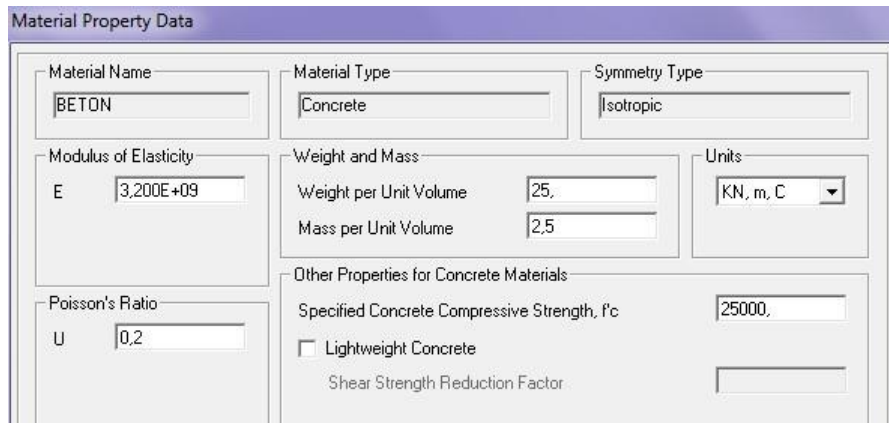 Material Property Data
Material Name
BETON
Material Type
Concrete
Symmetry Type
Isotropic
Modulus of Elasticity
E 3,200E+09
Weight and Mass
Weight per Unit Volume 25,
Mass per Unit Volume 2,5
Units
KN, m, C
Poisson's Ratio
U 0,2
Other Properties for Concrete Materials
Specified Concrete Compressive Strength, f'c 25000,
Lightweight Concrete
Shear Strength Reduction Factor